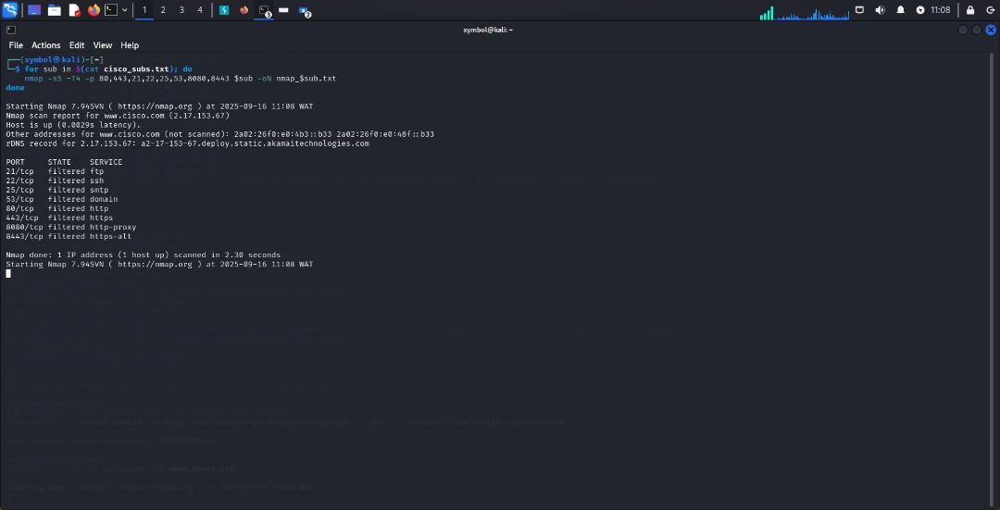 1 2 3 4 3 2 11:08
xymbol@kali: ~
File Actions Edit View Help
┌──(xymbol㉿kali)-[~]
└─$ for sub in $(cat cisco_subs.txt); do
nmap -sS -T4 -p 80,443,21,22,25,53,8080,8443 $sub -oN nmap_$sub.txt
done
Starting Nmap 7.94SVN ( https://nmap.org ) at 2025-09-16 11:08 WAT
Nmap scan report for www.cisco.com (2.17.153.67)
Host is up (0.0029s latency).
Other addresses for www.cisco.com (not scanned): 2a02:26f0:e0:4b3::b33 2a02:26f0:e0:48f::b33
rDNS record for 2.17.153.67: a2-17-153-67.deploy.static.akamaitechnologies.com
PORT STATE SERVICE
21/tcp filtered ftp
22/tcp filtered ssh
25/tcp filtered smtp
53/tcp filtered domain
80/tcp filtered http
443/tcp filtered https
8080/tcp filtered http-proxy
8443/tcp filtered https-alt
Nmap done: 1 IP address (1 host up) scanned in 2.30 seconds
Starting Nmap 7.94SVN ( https://nmap.org ) at 2025-09-16 11:08 WAT